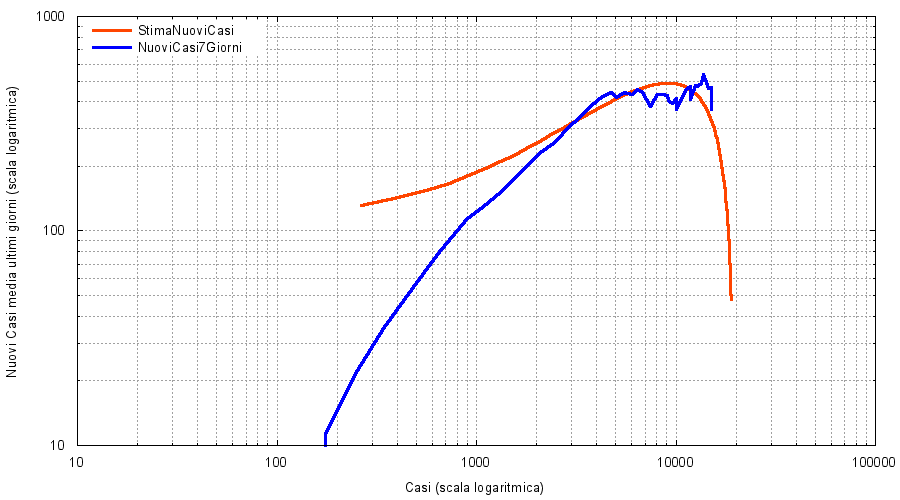 1000
StimaNuoviCasi
NuoviCasi7Giorni
100
10
Nuovi Casi media ultimi giorni (scala logaritmica)
10 100 1000 10000 100000
Casi (scala logaritmica)